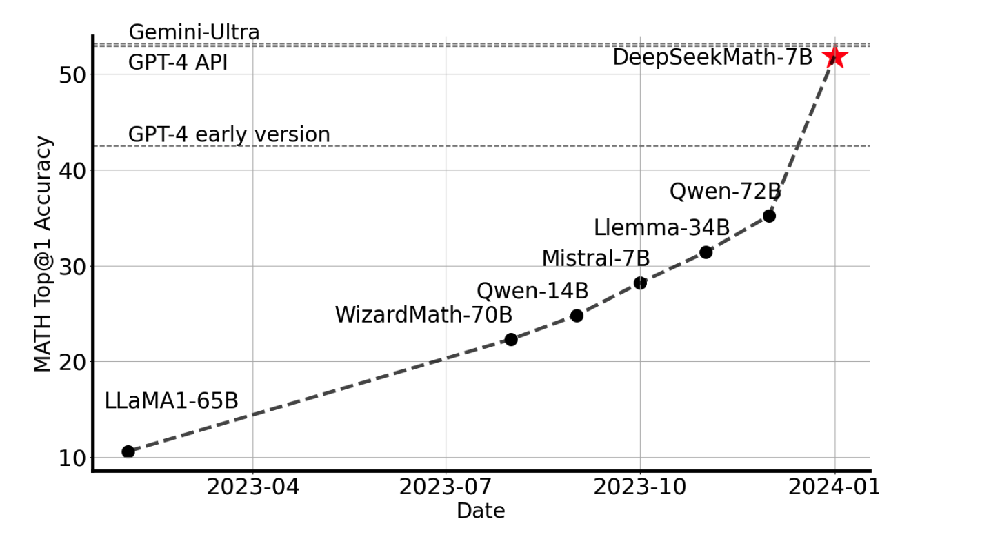 Gemini-Ultra
GPT-4 API
DeepSeekMath-7B
50
GPT-4 early version
40
Qwen-72B
Llemma-34B
Mistral-7B
30
Qwen-14B
WizardMath-70B
20
LLaMA1-65B
10
MATH Top@1 Accuracy
2023-04
2023-07
2023-10
2024-01
Date